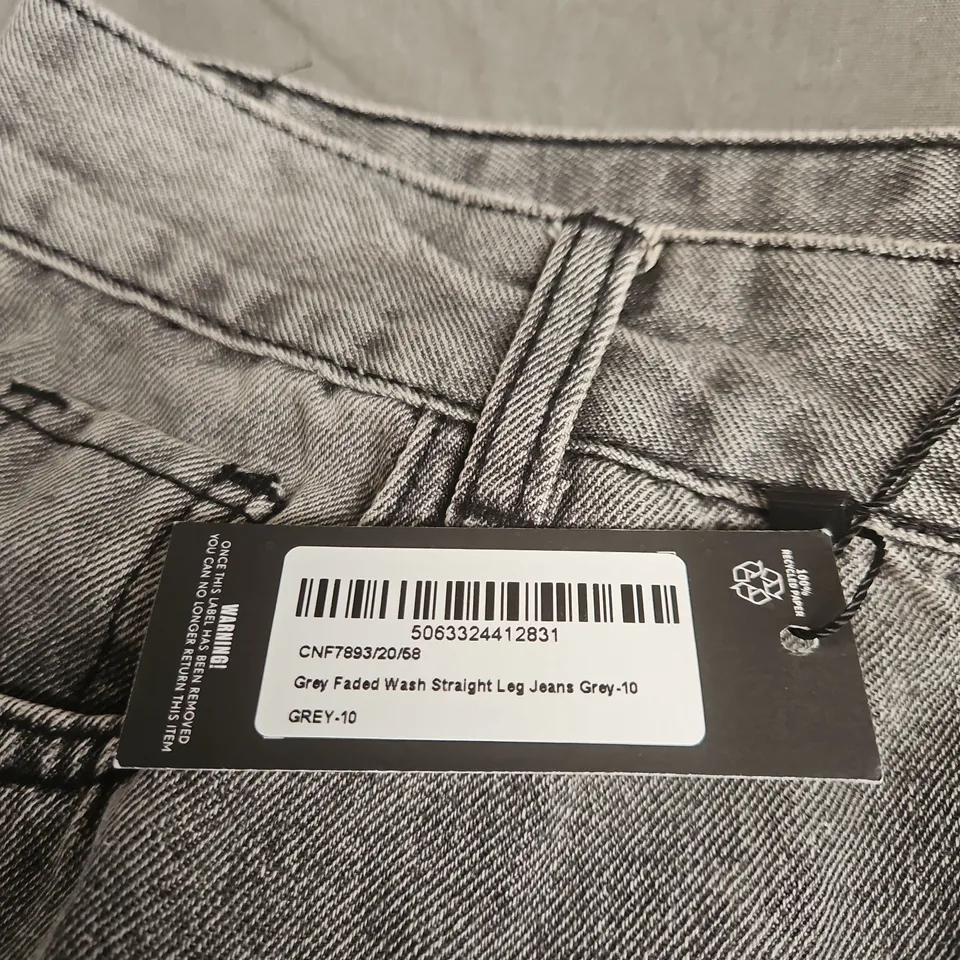 5063324412831
CNF7893/20/68
Grey Faded Wash Straight Leg Jeans Grey-10
GREY-10
WARNING!
ONCE THIS LABEL HAS BEEN REMOVED
YOU CAN NO LONGER RETURN THIS ITEM
100%
RECYCLED PAPER